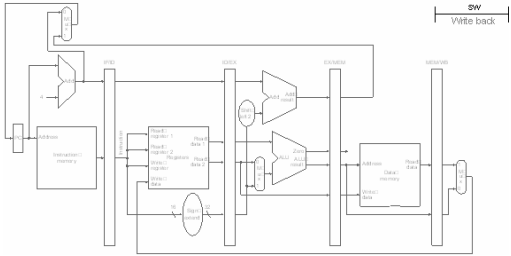 SW
Write back
IF/ID
ID/EX
EX/MEM
MEM/WB
Add
4
Add
Add
result
Shift
left 2
PC
Address
Instruction
memory
Instruction
Read
register 1
Read
register 2
Registers
Write
register
Write
data
Read
data 1
Read
data 2
Zero
ALU
ALU
result
Address
Data
memory
Write
data
Read
data
16
Sign
extend
32